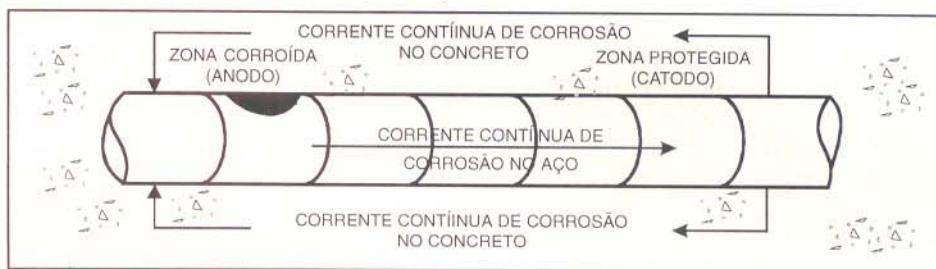 CORRENTE CONTÍINUA DE CORROSÃO
NO CONCRETO
ZONA CORROÍDA
(ANODO)
ZONA PROTEGIDA
(CATODO)
CORRENTE CONTÍINUA DE
CORROSÃO NO AÇO
CORRENTE CONTÍINUA DE CORROSÃO
NO CONCRETO